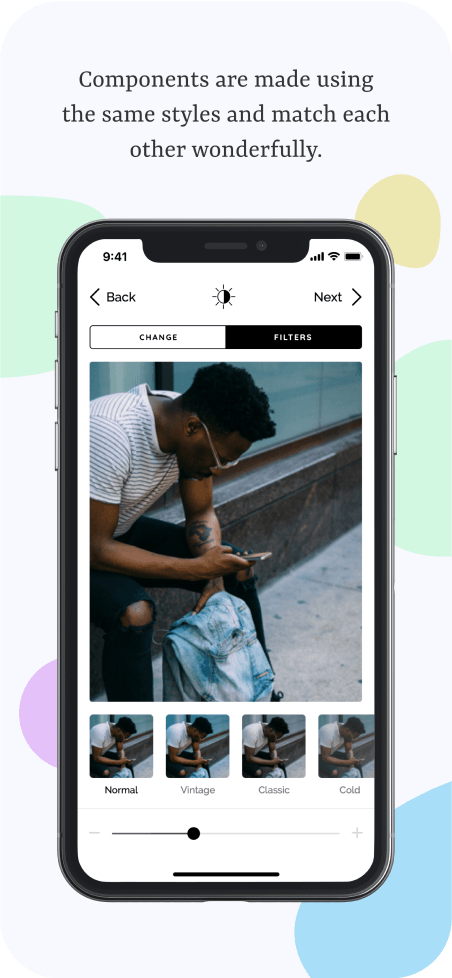 Components are made using
the same styles and match each
other wonderfully.
9:41
Back
Next
CHANGE
FILTERS
Normal
Vintage
Classic
Cold